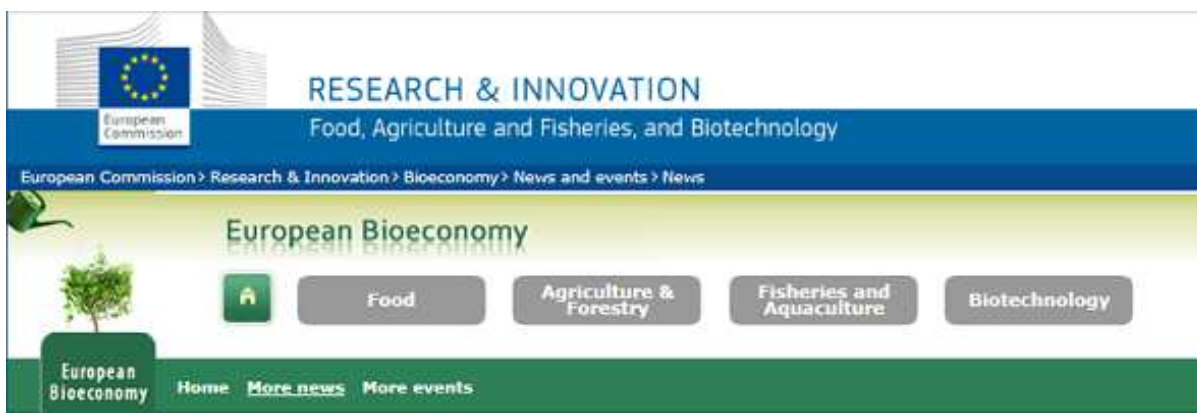 European
Commission
RESEARCH & INNOVATION
Food, Agriculture and Fisheries, and Biotechnology
European Commission > Research & Innovation > Bioeconomy > News and events > News
European Bioeconomy
Food
Agriculture &
Forestry
Fisheries and
Aquaculture
Biotechnology
European
Bioeconomy
Home More news More events